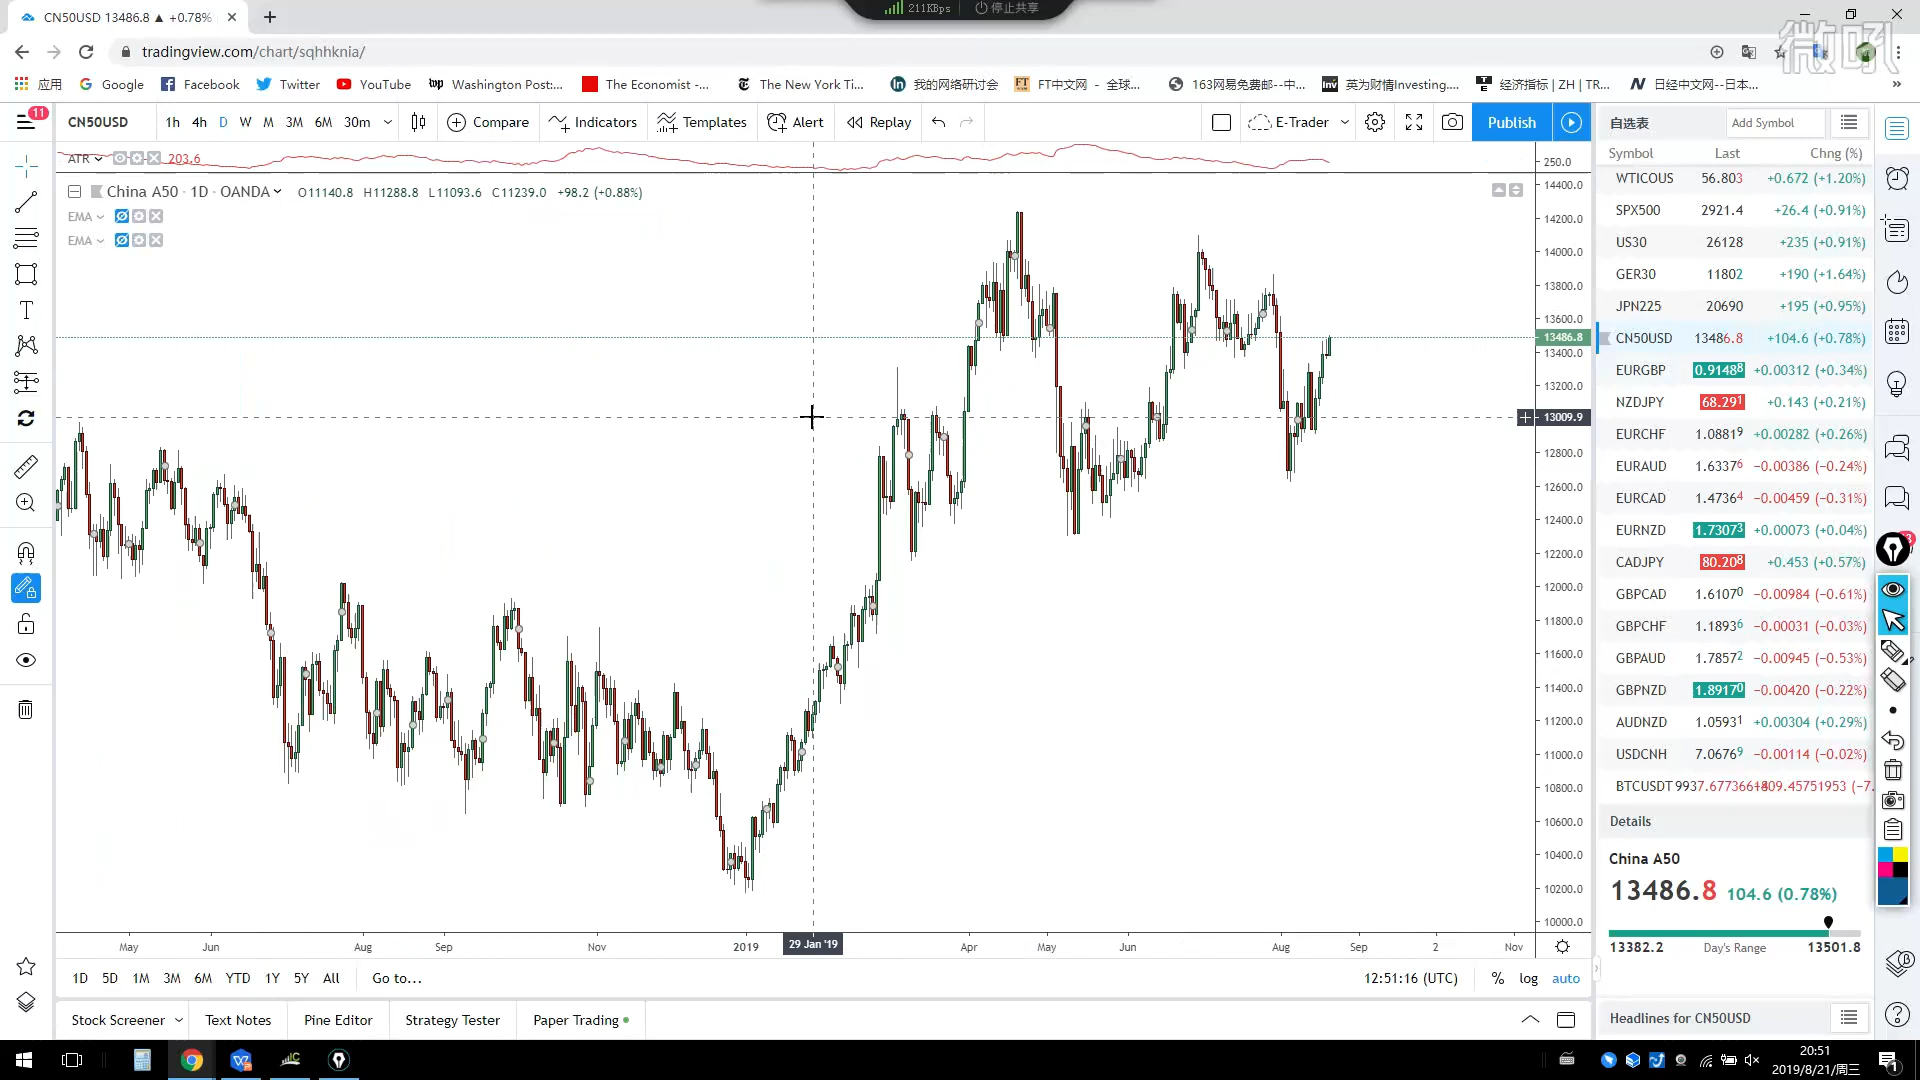 CN50USD 13486.8 ▲ +0.78%
211KBps 停止共享
微吼
tradingview.com/chart/sqhhknia/
应用 Google Facebook Twitter YouTube Washington Post:... The Economist -... The New York Ti... 我的网络研讨会 FT中文网 - 全球... 163网易免费邮--中... 英为财情Investing.... 经济指标 | ZH | TR... 日经中文网--日本... »
11
CN50USD 1h 4h D W M 3M 6M 30m Compare Indicators Templates Alert Replay E-Trader Publish
ATR 203.6
China A50 · 1D · OANDA O11140.8 H11288.8 L11093.6 C11239.0 +98.2 (+0.88%)
EMA
EMA
250.0
14400.0
14200.0
14000.0
13800.0
13600.0
13486.8
13400.0
13200.0
13009.9
12800.0
12600.0
12400.0
12200.0
12000.0
11800.0
11600.0
11400.0
11200.0
11000.0
10800.0
10600.0
10400.0
10200.0
10000.0
May Jun Aug Sep Nov 2019 29 Jan '19 Apr May Jun Aug Sep 2 Nov
1D 5D 1M 3M 6M YTD 1Y 5Y All Go to... 12:51:16 (UTC) % log auto
Stock Screener Text Notes Pine Editor Strategy Tester Paper Trading
自选表 Add Symbol
Symbol Last Chng (%)
WTICOUS 56.803 +0.672 (+1.20%)
SPX500 2921.4 +26.4 (+0.91%)
US30 26128 +235 (+0.91%)
GER30 11802 +190 (+1.64%)
JPN225 20690 +195 (+0.95%)
CN50USD 13486.8 +104.6 (+0.78%)
EURGBP 0.91488 +0.00312 (+0.34%)
NZDJPY 68.291 +0.143 (+0.21%)
EURCHF 1.08819 +0.00282 (+0.26%)
EURAUD 1.63376 −0.00386 (−0.24%)
EURCAD 1.47364 −0.00459 (−0.31%)
EURNZD 1.73073 +0.00073 (+0.04%)
CADJPY 80.208 +0.453 (+0.57%)
GBPCAD 1.61070 −0.00984 (−0.61%)
GBPCHF 1.18936 −0.00031 (−0.03%)
GBPAUD 1.78572 −0.00945 (−0.53%)
GBPNZD 1.89170 −0.00420 (−0.22%)
AUDNZD 1.05931 +0.00304 (+0.29%)
USDCNH 7.06769 −0.00114 (−0.02%)
BTCUSDT
Details
China A50
13486.8 104.6 (0.78%)
13382.2 Day's Range 13501.8
Headlines for CN50USD
20:51
2019/8/21/周三
1